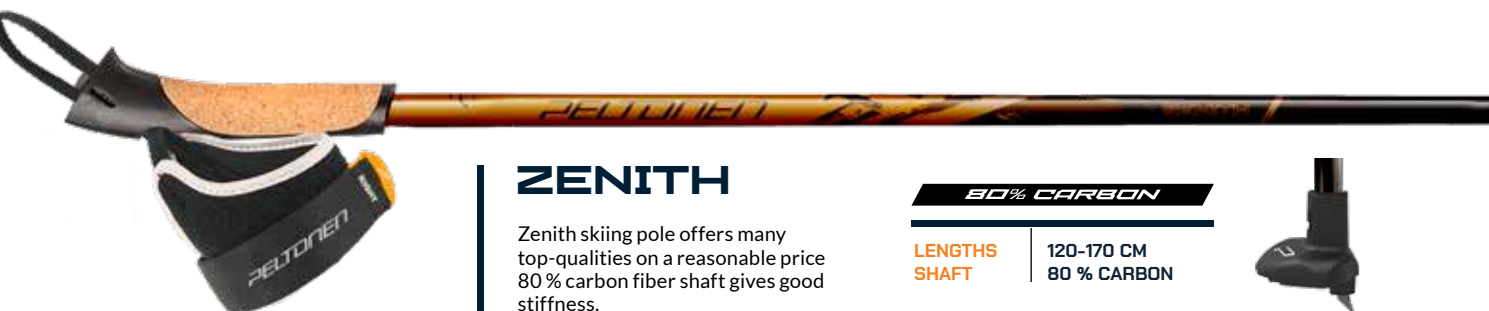 PELTONEN
PELTONEN
ZENITH
Zenith skiing pole offers many
top-qualities on a reasonable price
80 % carbon fiber shaft gives good
stiffness.
80% CARBON
LENGTHS 120-170 CM
SHAFT 80 % CARBON